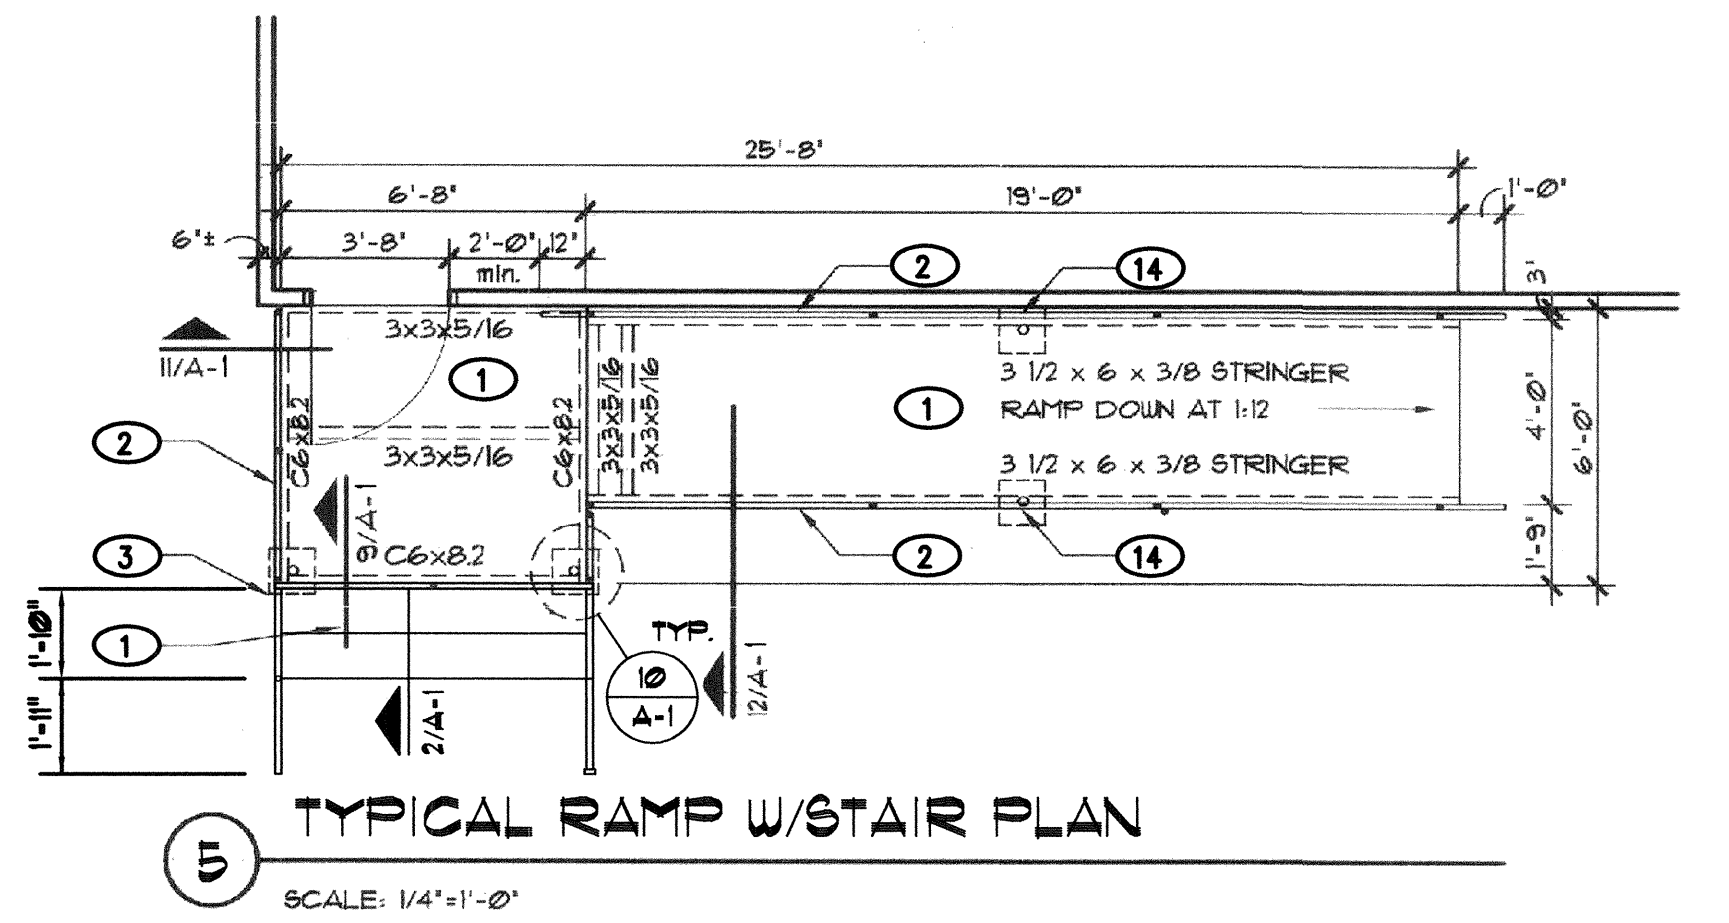 25'-8"
6'-8"
19'-0"
1'-0"
6"±
3'-8"
2'-0"
12"
min.
2
14
3'
3x3x5/16
11/A-1
1
3 1/2 x 6 x 3/8 STRINGER
1
RAMP DOWN AT 1:12
4'-0"
6'-0"
C6x8.2
C6x8.2
3x3x5/16
3x3x5/16
2
3x3x5/16
3 1/2 x 6 x 3/8 STRINGER
9/A-1
3
C6x8.2
2
14
1'-9"
1'-10"
1
TYP.
10
A-1
12/A-1
1'-11"
2/A-1
TYPICAL RAMP W/STAIR PLAN
5
SCALE: 1/4"=1'-0"